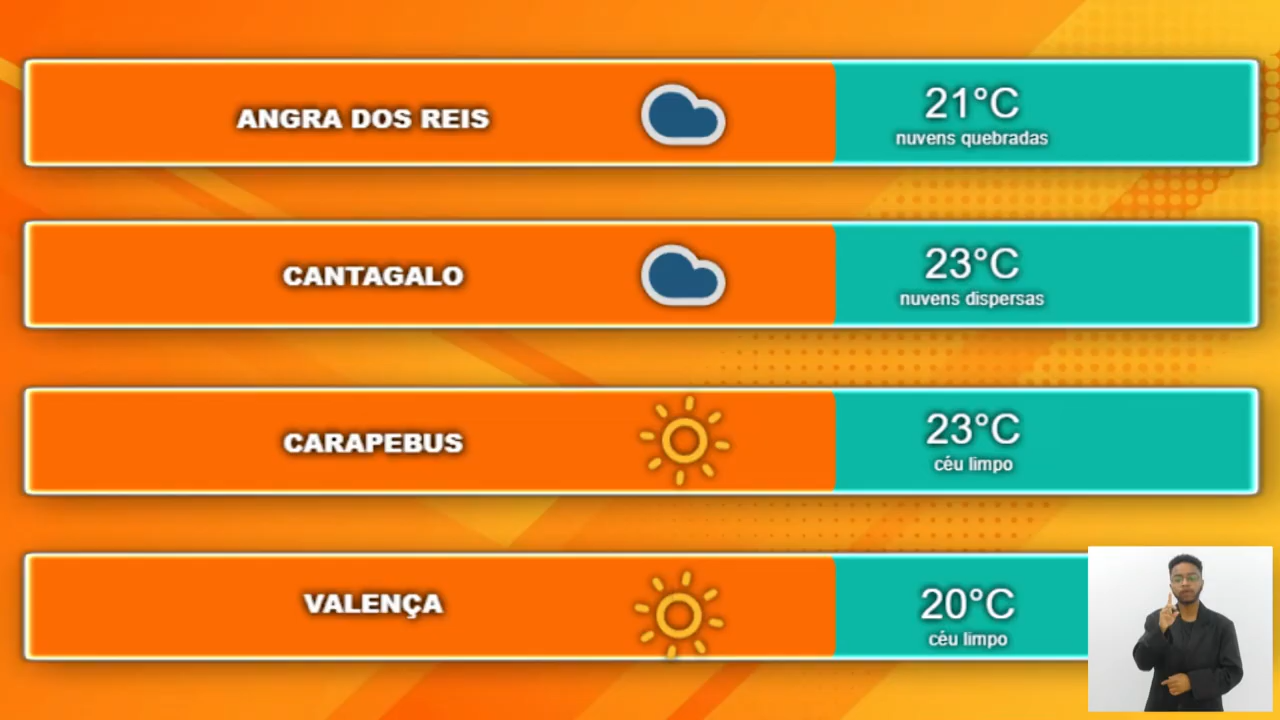 ANGRA DOS REIS
21°C
nuvens quebradas
CANTAGALO
23°C
nuvens dispersas
CARAPEBUS
23°C
céu limpo
VALENÇA
20°C
céu limpo